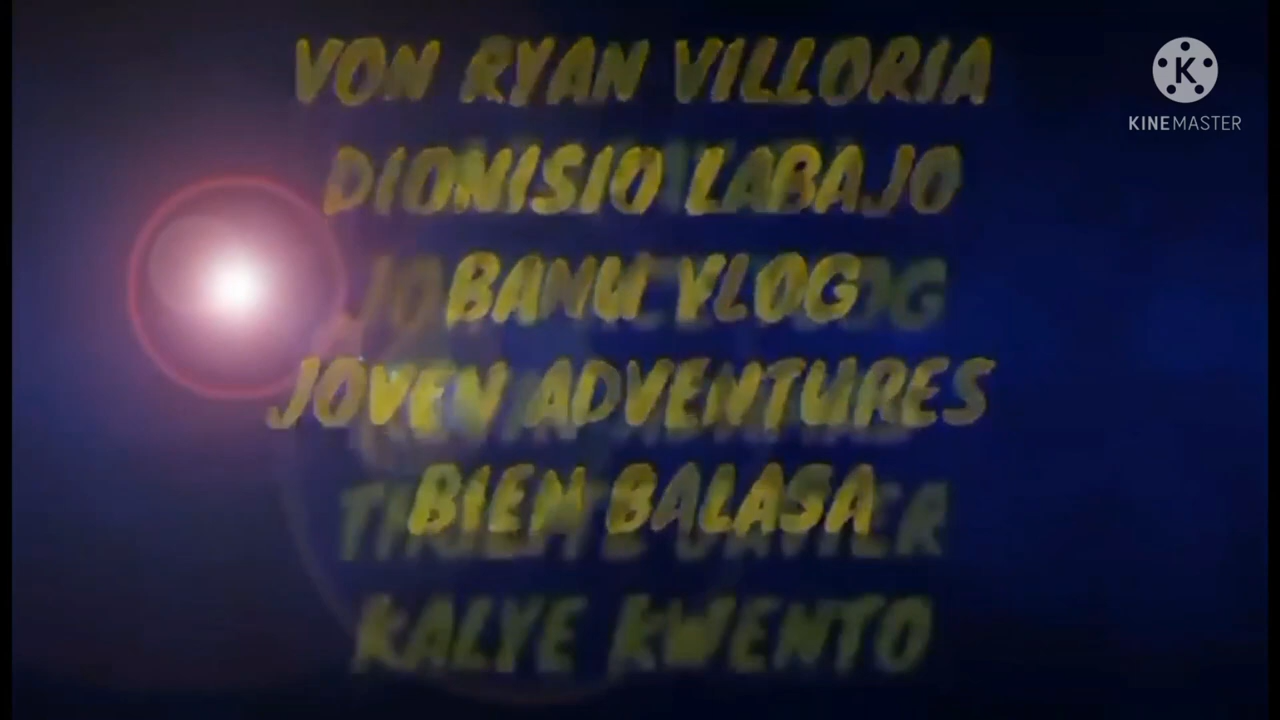 VON RYAN VILLORIA
DIONISIO LABAJO
BANU VLOG
JOVEN ADVENTURES
BIEN BALASA
KALYE KWENTO
K
KINEMASTER